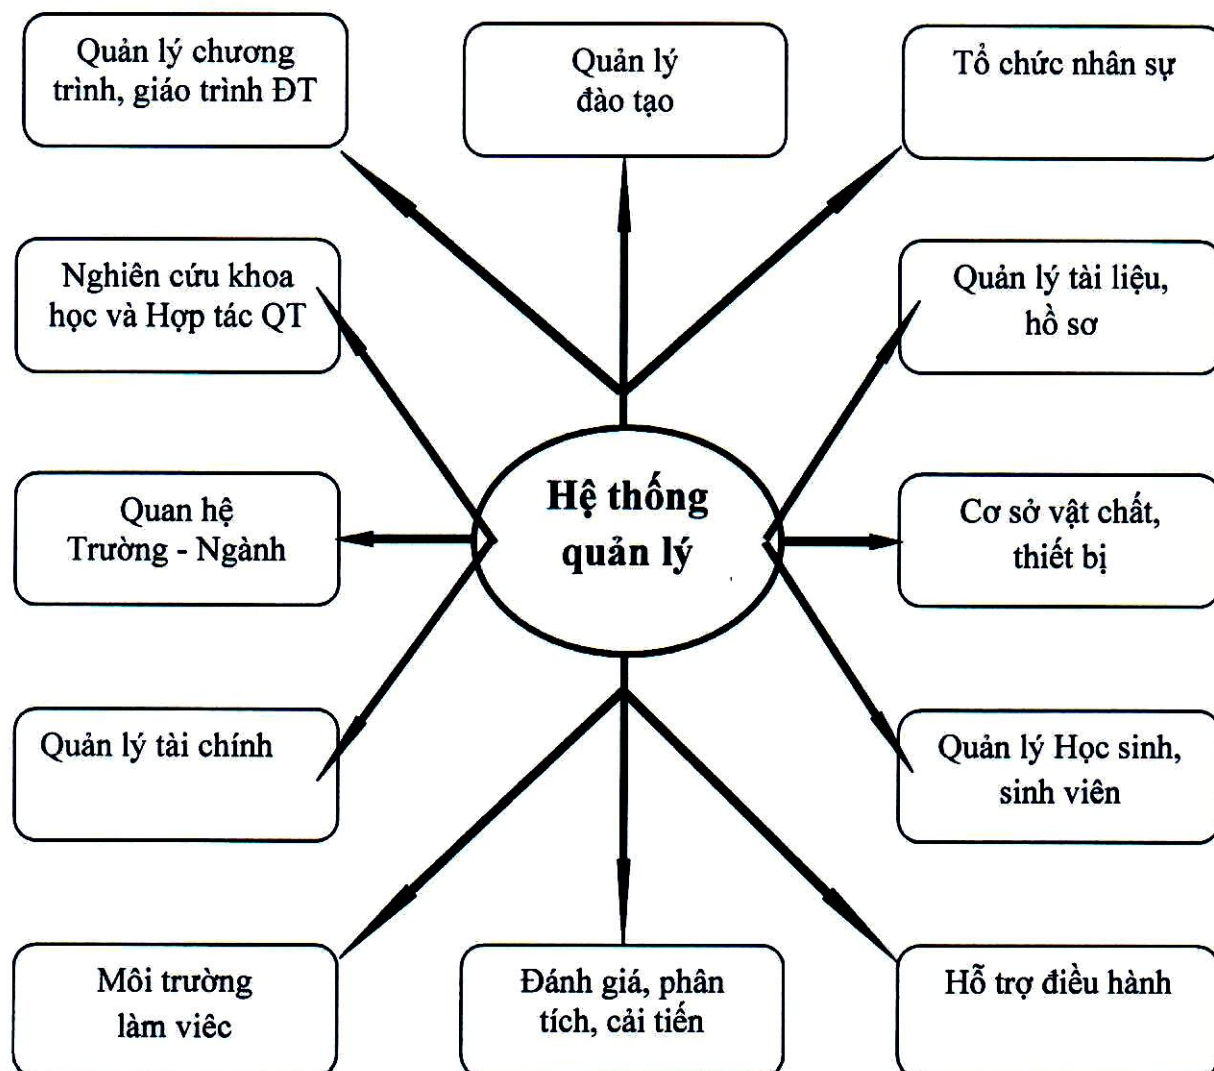 Quản lý chương
trình, giáo trình ĐT
Quản lý
đào tạo
Tổ chức nhân sự
Nghiên cứu khoa
học và Hợp tác QT
Quản lý tài liệu,
hồ sơ
Hệ thống
quản lý
Quan hệ
Trường - Ngành
Cơ sở vật chất,
thiết bị
Quản lý tài chính
Quản lý Học sinh,
sinh viên
Môi trường
làm viêc
Đánh giá, phân
tích, cải tiến
Hỗ trợ điều hành